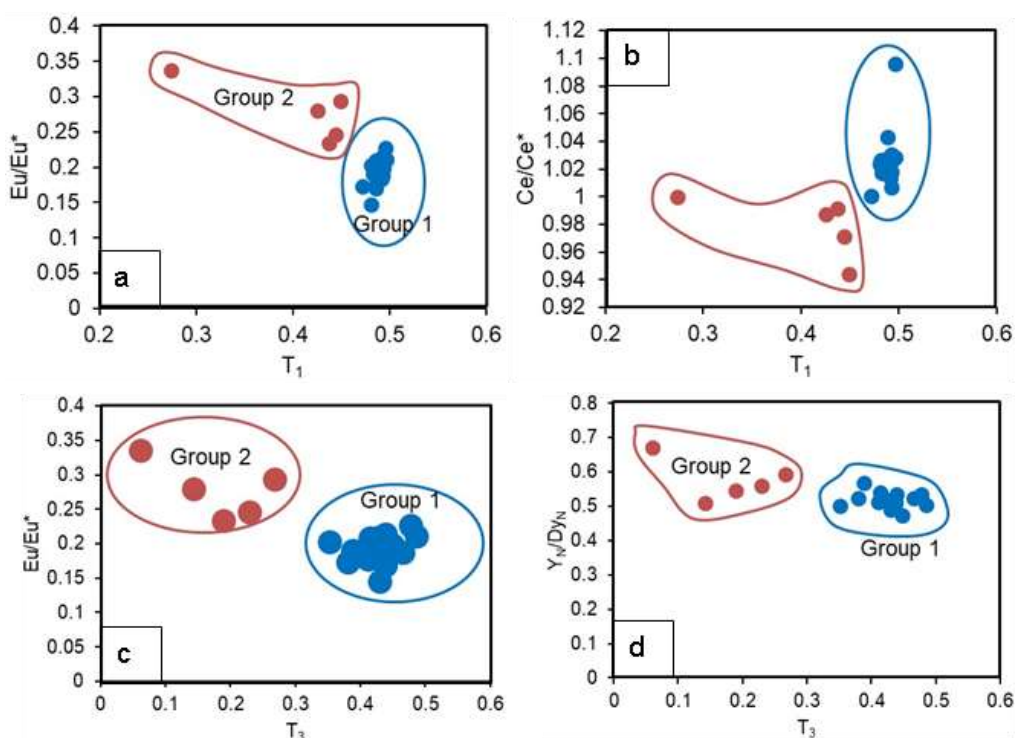 0.4
0.35
0.3
0.25
0.2
0.15
0.1
0.05
0
Eu/Eu*
Group 2
Group 1
a
0.2 0.3 0.4 0.5 0.6
T₁
1.12
1.1
1.08
1.06
1.04
1.02
1
0.98
0.96
0.94
0.92
Ce/Ce*
b
0.2 0.3 0.4 0.5 0.6
T₁
0.4
0.35
0.3
0.25
0.2
0.15
0.1
0.05
0
Eu/Eu*
Group 2
Group 1
c
0 0.1 0.2 0.3 0.4 0.5 0.6
T₃
0.8
0.7
0.6
0.5
0.4
0.3
0.2
0.1
0
Y_N/Dy_N
Group 2
Group 1
d
0 0.1 0.2 0.3 0.4 0.5 0.6
T₃